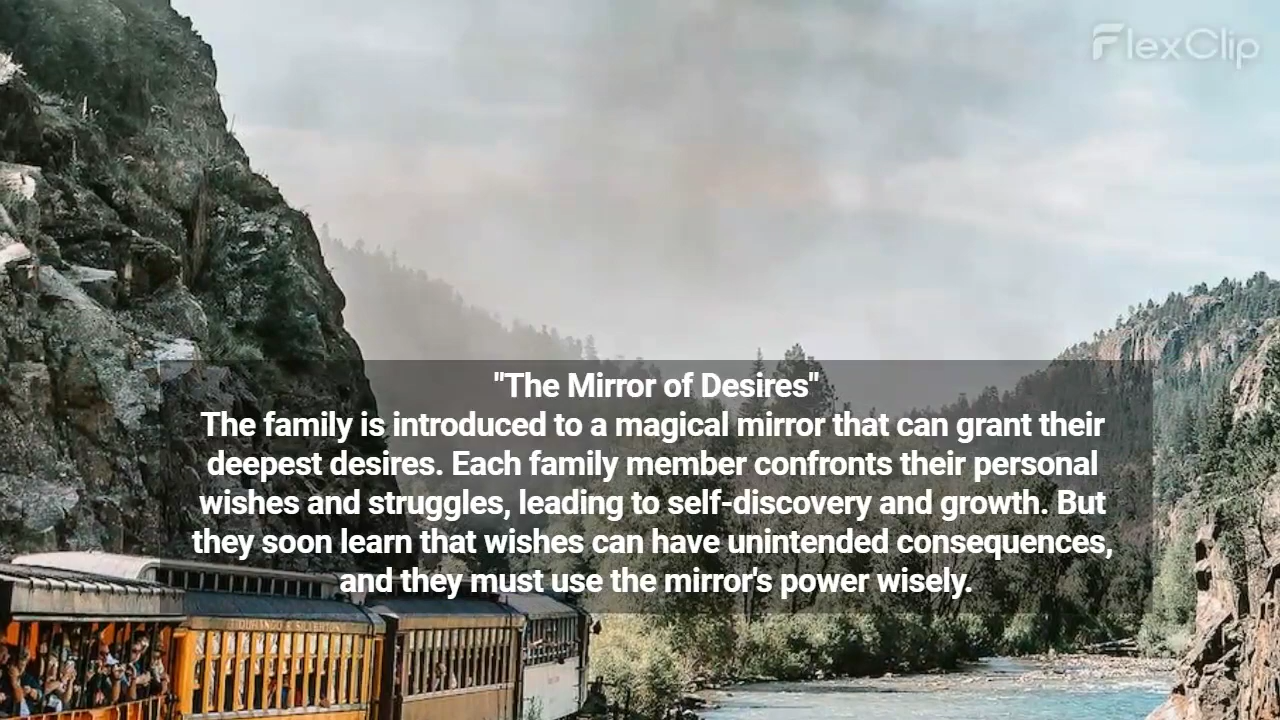 FlexClip
"The Mirror of Desires"
The family is introduced to a magical mirror that can grant their
deepest desires. Each family member confronts their personal
wishes and struggles, leading to self-discovery and growth. But
they soon learn that wishes can have unintended consequences,
and they must use the mirror's power wisely.
DURANGO & SILVERTON